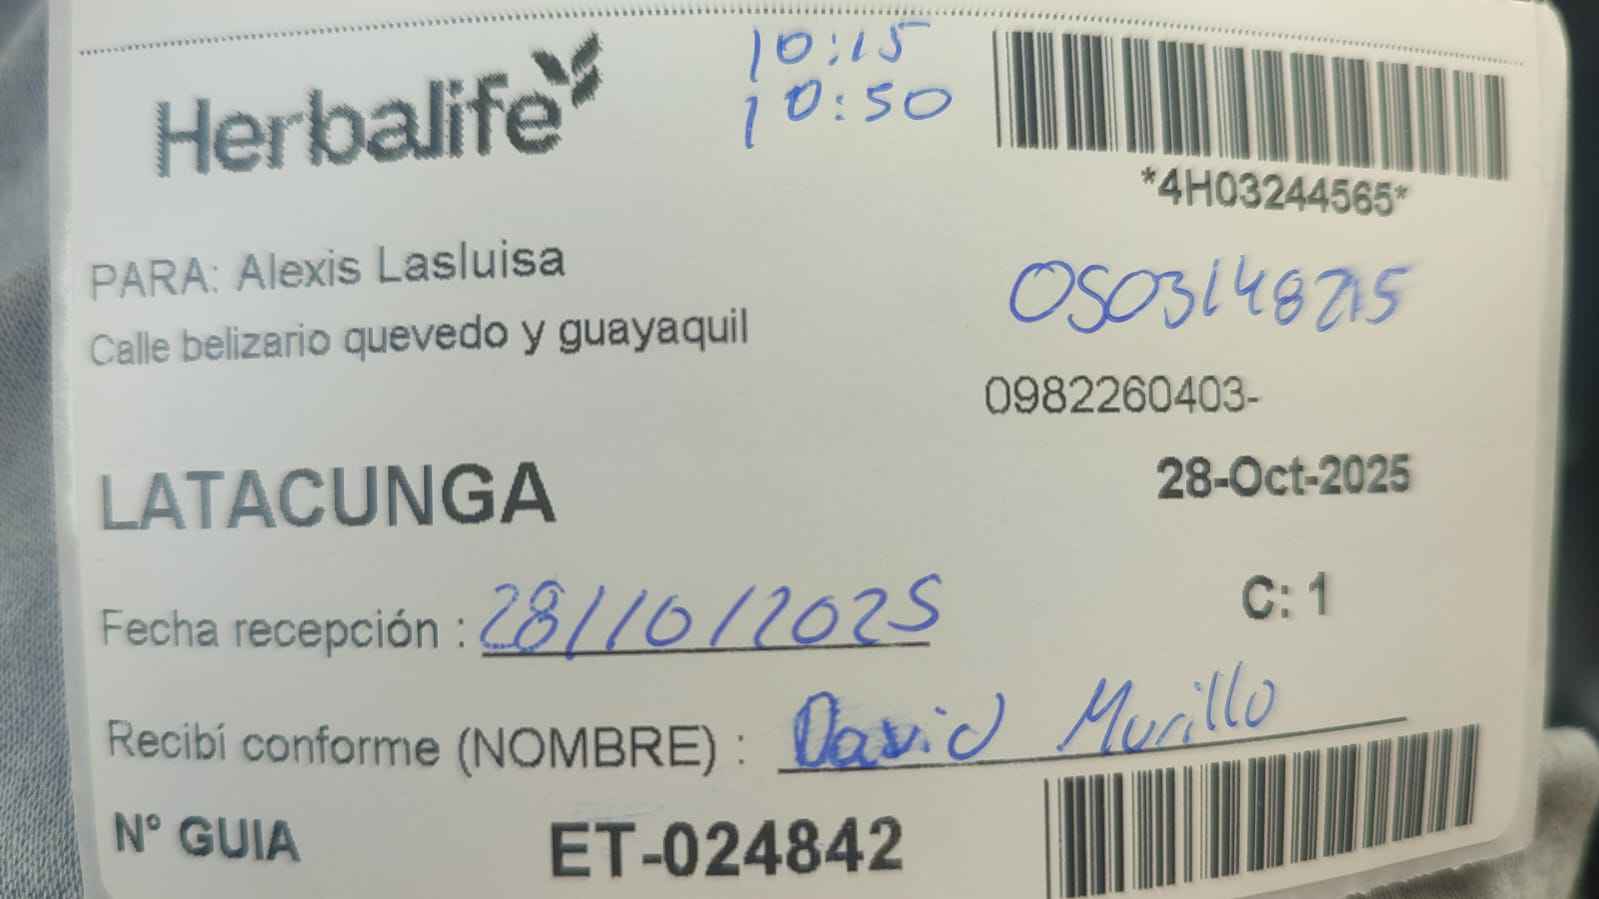 Herbalife
10:15
10:50
*4H03244565*
PARA: Alexis Lasluisa
Calle belizario quevedo y guayaquil
0503148215
0982260403-
LATACUNGA
28-Oct-2025
C: 1
Fecha recepción : 28/10/2025
Recibí conforme (NOMBRE) : David Murillo
N° GUIA ET-024842